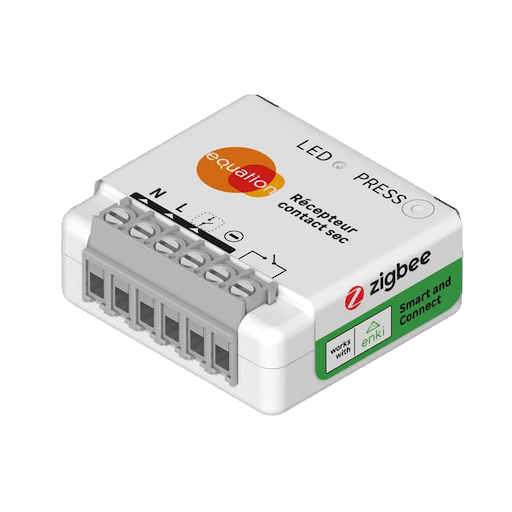 LED
PRESS
equation
Récepteur
contact sec
N L
zigbee
works
with
enki
Smart and
Connect